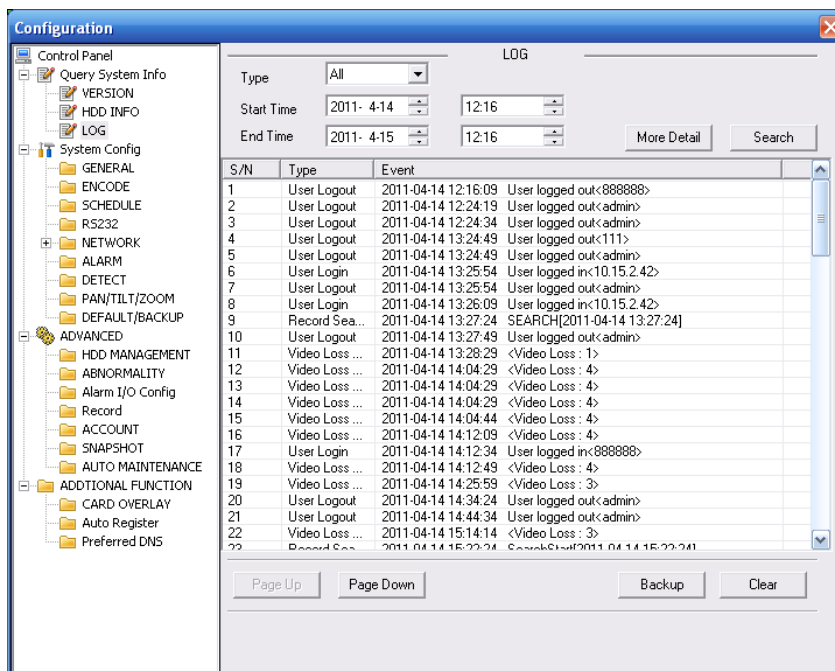 Configuration
Control Panel
Query System Info
VERSION
HDD INFO
LOG
System Config
GENERAL
ENCODE
SCHEDULE
RS232
NETWORK
ALARM
DETECT
PAN/TILT/ZOOM
DEFAULT/BACKUP
ADVANCED
HDD MANAGEMENT
ABNORMALITY
Alarm I/O Config
Record
ACCOUNT
SNAPSHOT
AUTO MAINTENANCE
ADDTIONAL FUNCTION
CARD OVERLAY
Auto Register
Preferred DNS
LOG
Type All
Start Time 2011- 4-14 12:16
End Time 2011- 4-15 12:16 More Detail Search
S/N Type Event
1 User Logout 2011-04-14 12:16:09 User logged out<888888>
2 User Logout 2011-04-14 12:24:19 User logged out<admin>
3 User Logout 2011-04-14 12:24:34 User logged out<admin>
4 User Logout 2011-04-14 13:24:49 User logged out<111>
5 User Logout 2011-04-14 13:24:49 User logged out<admin>
6 User Login 2011-04-14 13:25:54 User logged in<10.15.2.42>
7 User Logout 2011-04-14 13:25:54 User logged out<admin>
8 User Login 2011-04-14 13:26:09 User logged in<10.15.2.42>
9 Record Sea... 2011-04-14 13:27:24 SEARCH[2011-04-14 13:27:24]
10 User Logout 2011-04-14 13:27:49 User logged out<admin>
11 Video Loss ... 2011-04-14 13:28:29 <Video Loss : 1>
12 Video Loss ... 2011-04-14 14:04:29 <Video Loss : 4>
13 Video Loss ... 2011-04-14 14:04:29 <Video Loss : 4>
14 Video Loss ... 2011-04-14 14:04:29 <Video Loss : 4>
15 Video Loss ... 2011-04-14 14:04:44 <Video Loss : 4>
16 Video Loss ... 2011-04-14 14:12:09 <Video Loss : 4>
17 User Login 2011-04-14 14:12:34 User logged in<888888>
18 Video Loss ... 2011-04-14 14:12:49 <Video Loss : 4>
19 Video Loss ... 2011-04-14 14:25:59 <Video Loss : 3>
20 User Logout 2011-04-14 14:34:24 User logged out<admin>
21 User Logout 2011-04-14 14:44:34 User logged out<admin>
22 Video Loss ... 2011-04-14 15:14:14 <Video Loss : 3>
23 Record Sea... 2011-04-14 15:22:24 SearchStart[2011-04-14 15:22:24]
Page Up Page Down Backup Clear